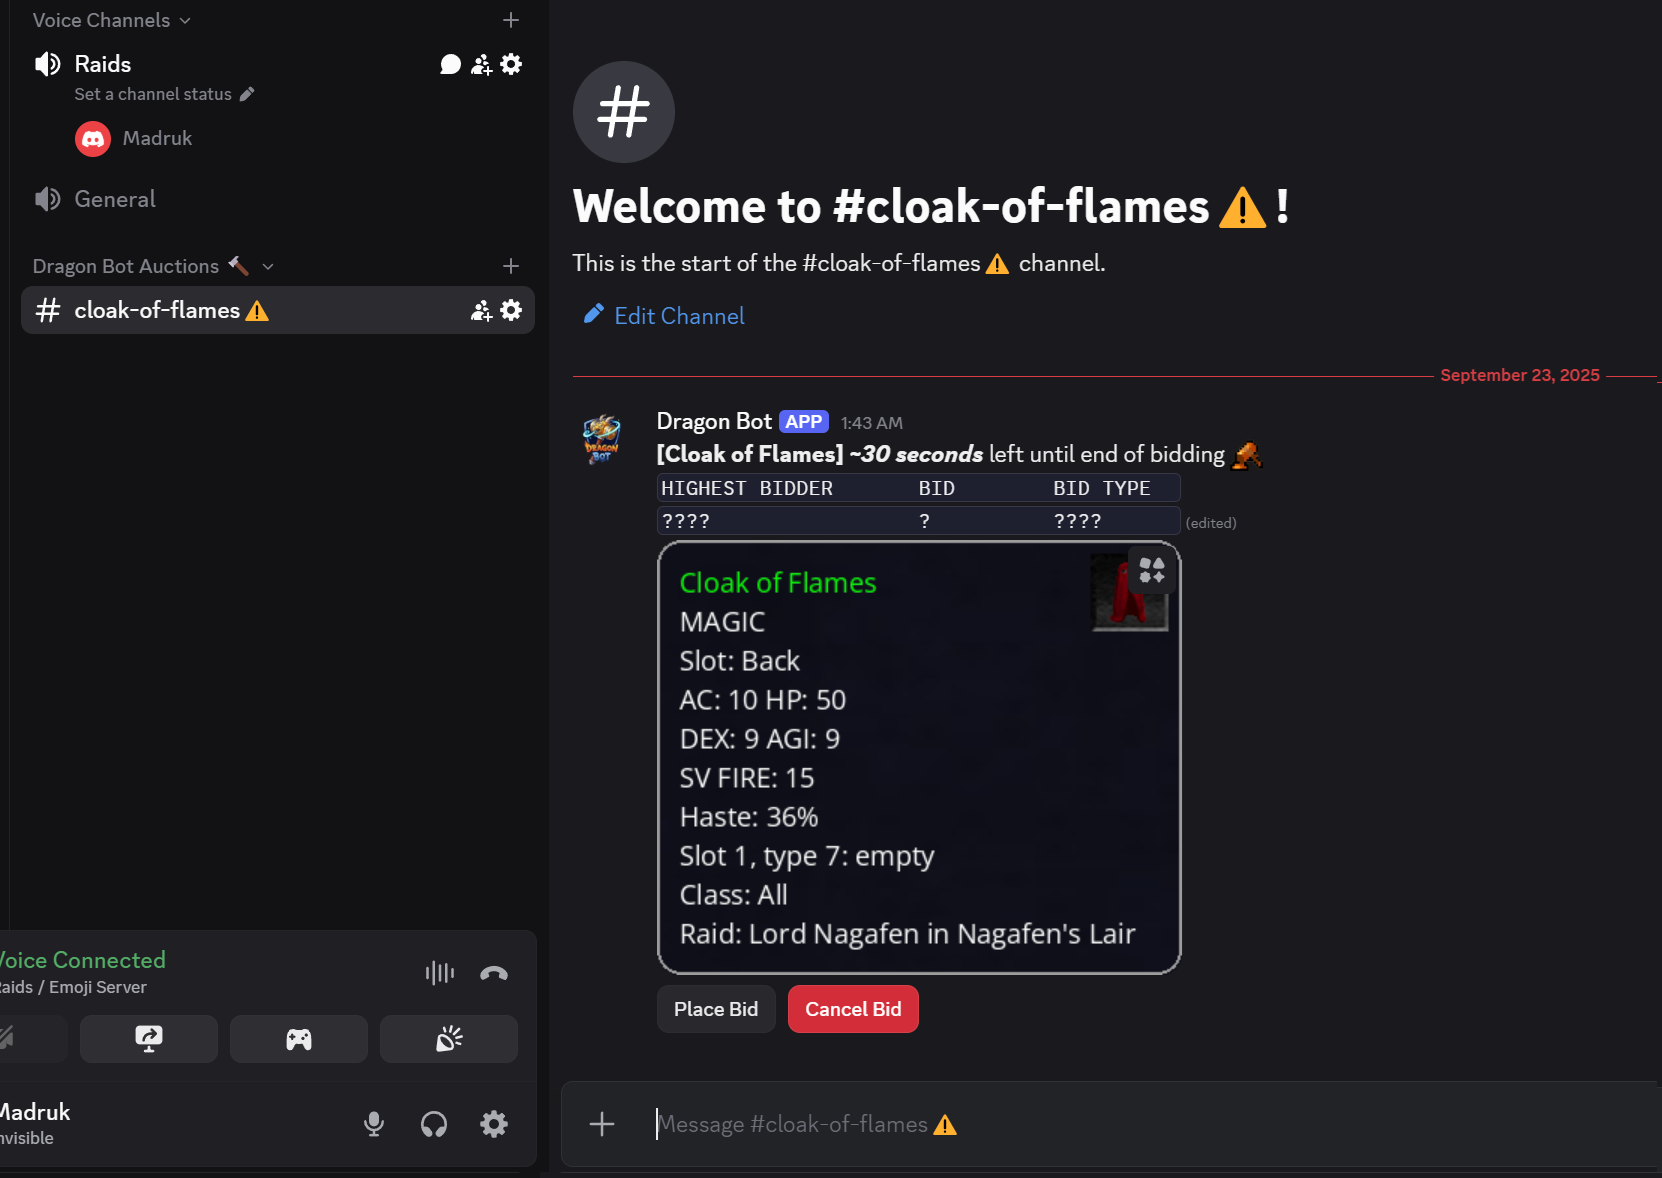 Voice Channels
Raids
Set a channel status
Madruk
General
Dragon Bot Auctions
cloak-of-flames
Voice Connected
Raids / Emoji Server
Madruk
Invisible
Welcome to #cloak-of-flames⚠️!
This is the start of the #cloak-of-flames⚠️ channel.
Edit Channel
September 23, 2025
Dragon Bot APP 1:43 AM
DRAGON BOT
[Cloak of Flames] ~30 seconds left until end of bidding
HIGHEST BIDDER BID BID TYPE
???? ? ???? (edited)
Cloak of Flames
MAGIC
Slot: Back
AC: 10 HP: 50
DEX: 9 AGI: 9
SV FIRE: 15
Haste: 36%
Slot 1, type 7: empty
Class: All
Raid: Lord Nagafen in Nagafen's Lair
Place Bid Cancel Bid
Message #cloak-of-flames⚠️